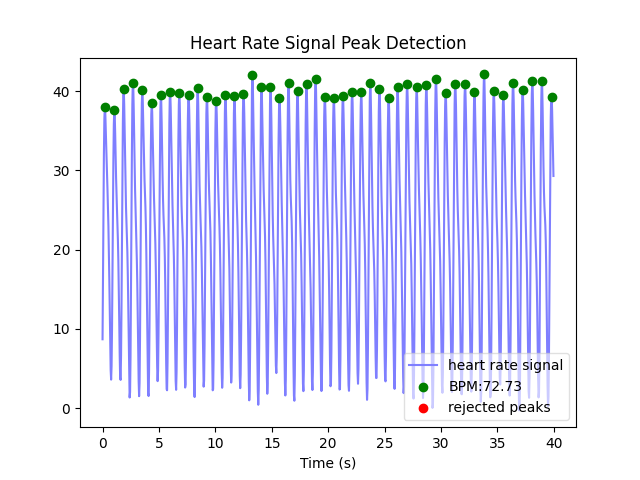 Heart Rate Signal Peak Detection
40
30
20
10
0
heart rate signal
BPM:72.73
rejected peaks
0 5 10 15 20 25 30 35 40
Time (s)